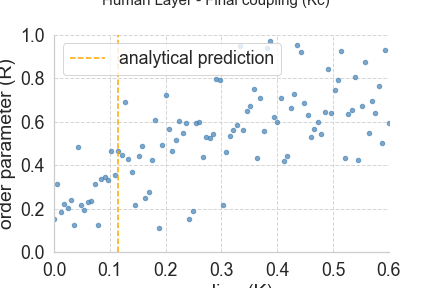 Human Layer - Final coupling (Kc)
1.0
analytical prediction
0.8
0.6
0.4
0.2
0.0
order parameter (R)
0.0 0.1 0.2 0.3 0.4 0.5 0.6
(K)